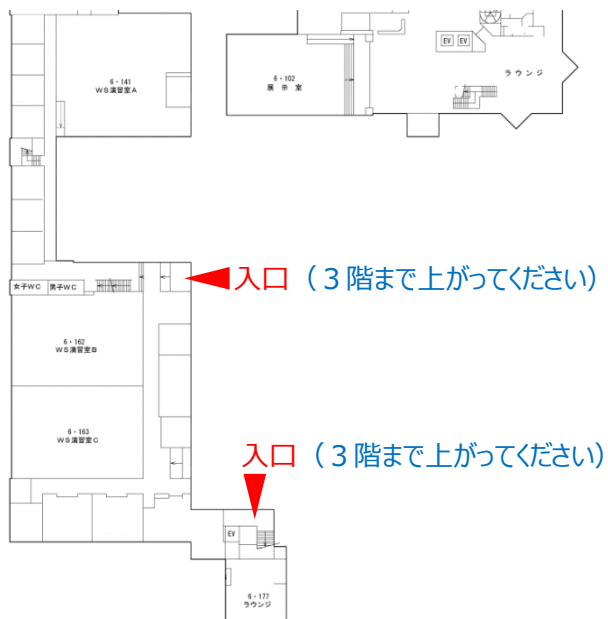 6・141
WS演習室A
6・102
展 示 室
EV EV
ラウンジ
入口 （３階まで上がってください）
女子WC 男子WC
6・162
WS演習室B
6・163
WS演習室C
入口 （３階まで上がってください）
EV
6・177
ラウンジ